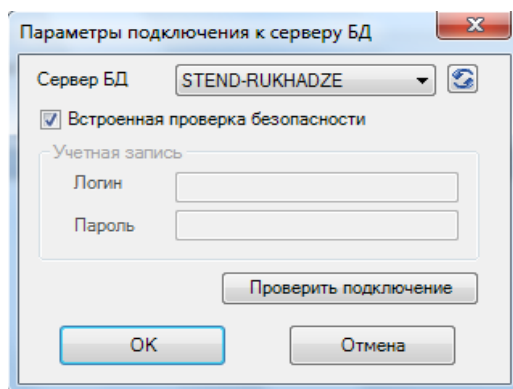 Параметры подключения к серверу БД
Сервер БД STEND-RUKHADZE
Встроенная проверка безопасности
Учетная запись
Логин
Пароль
Проверить подключение
OK Отмена